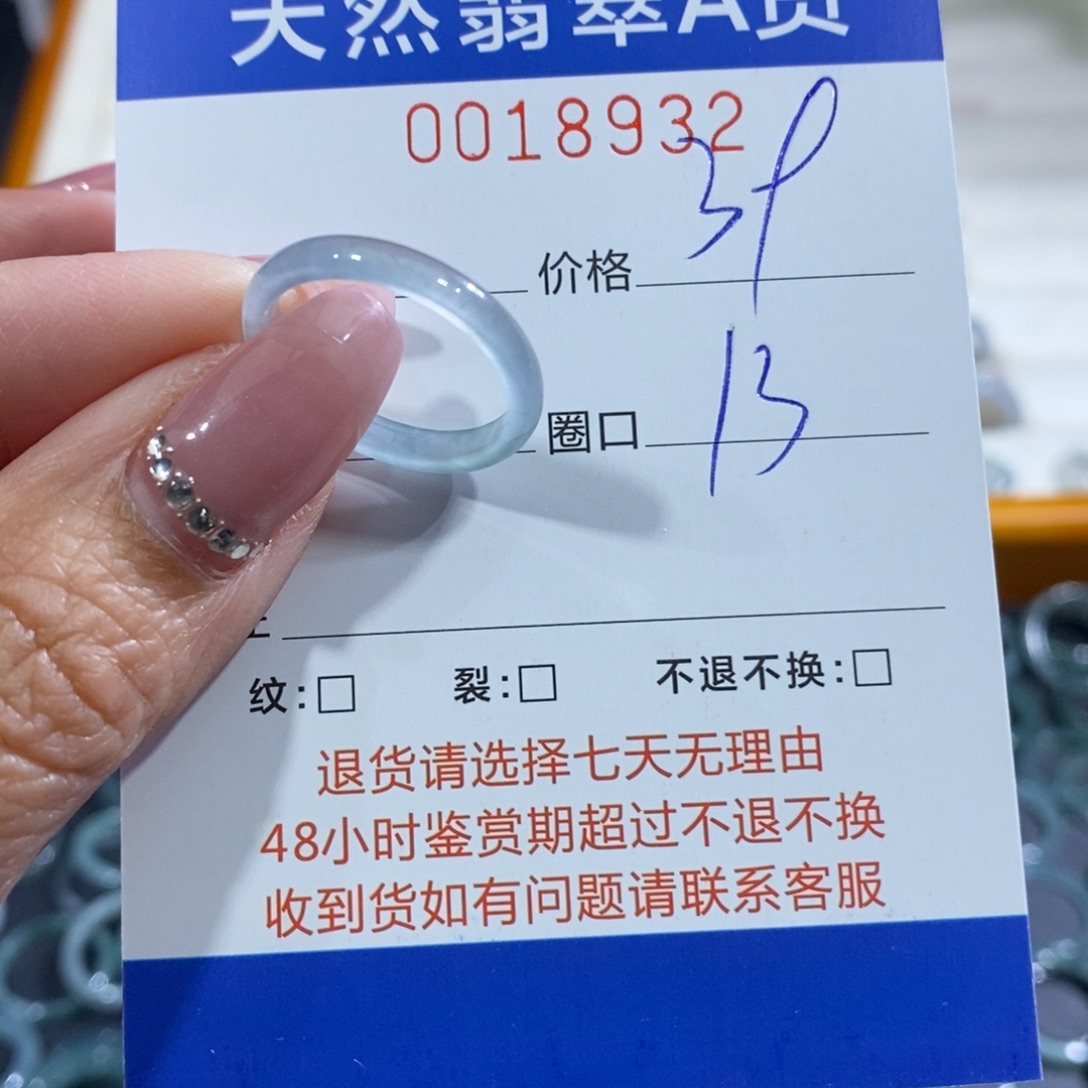 天然翡翠A货
0018932
价格 39
圈口 13
纹:□ 裂:□ 不退不换:□
退货请选择七天无理由
48小时鉴赏期超过不退不换
收到货如有问题请联系客服